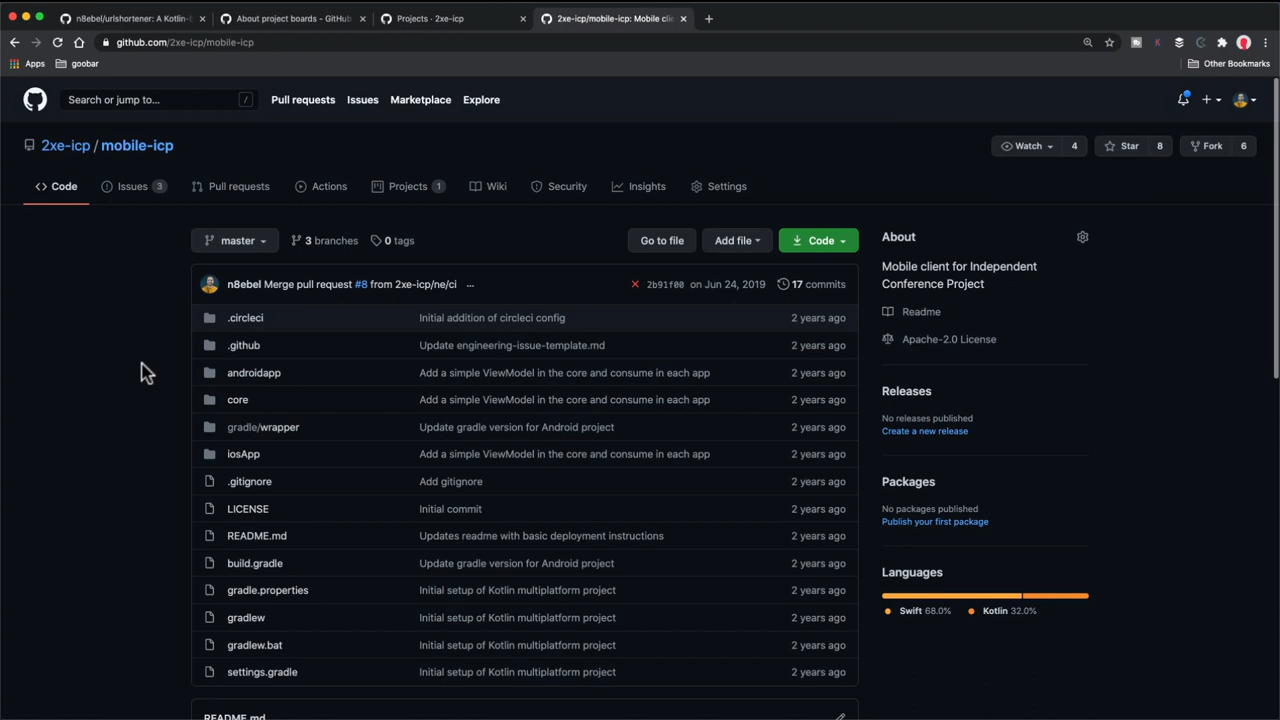 n8ebel/urlshortener: A Kotlin-b
About project boards - GitHub
Projects · 2xe-icp
2xe-icp/mobile-icp: Mobile clie
github.com/2xe-icp/mobile-icp
Apps
goobar
Other Bookmarks
Search or jump to...
/
Pull requests
Issues
Marketplace
Explore
2xe-icp / mobile-icp
Watch 4
Star 8
Fork 6
Code
Issues 3
Pull requests
Actions
Projects 1
Wiki
Security
Insights
Settings
master
3 branches
0 tags
Go to file
Add file
Code
n8ebel Merge pull request #8 from 2xe-icp/ne/ci ... 2b91f00 on Jun 24, 2019 17 commits
.circleci Initial addition of circleci config 2 years ago
.github Update engineering-issue-template.md 2 years ago
androidapp Add a simple ViewModel in the core and consume in each app 2 years ago
core Add a simple ViewModel in the core and consume in each app 2 years ago
gradle/wrapper Update gradle version for Android project 2 years ago
iosApp Add a simple ViewModel in the core and consume in each app 2 years ago
.gitignore Add gitignore 2 years ago
LICENSE Initial commit 2 years ago
README.md Updates readme with basic deployment instructions 2 years ago
build.gradle Update gradle version for Android project 2 years ago
gradle.properties Initial setup of Kotlin multiplatform project 2 years ago
gradlew Initial setup of Kotlin multiplatform project 2 years ago
gradlew.bat Initial setup of Kotlin multiplatform project 2 years ago
settings.gradle Initial setup of Kotlin multiplatform project 2 years ago
README.md
About
Mobile client for Independent
Conference Project
Readme
Apache-2.0 License
Releases
No releases published
Create a new release
Packages
No packages published
Publish your first package
Languages
Swift 68.0%
Kotlin 32.0%